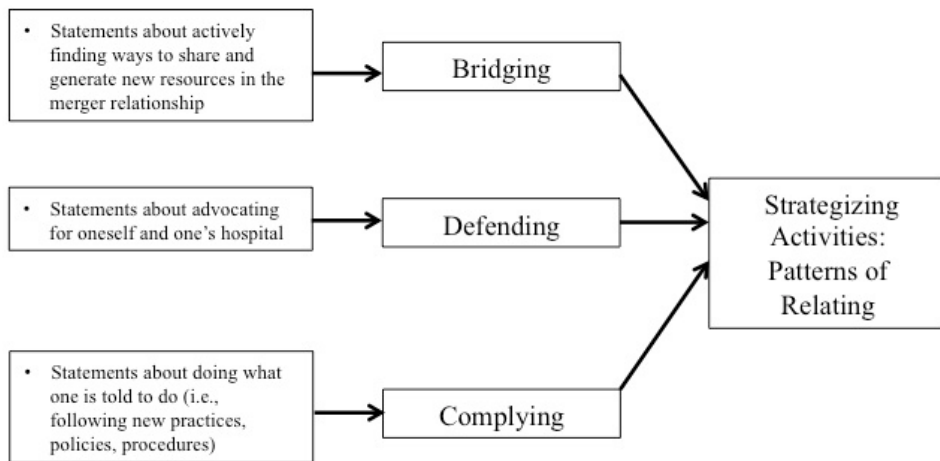 • Statements about actively
finding ways to share and
generate new resources in the
merger relationship
Bridging
• Statements about advocating
for oneself and one's hospital
Defending
Strategizing
Activities:
Patterns of
Relating
• Statements about doing what
one is told to do (i.e.,
following new practices,
policies, procedures)
Complying